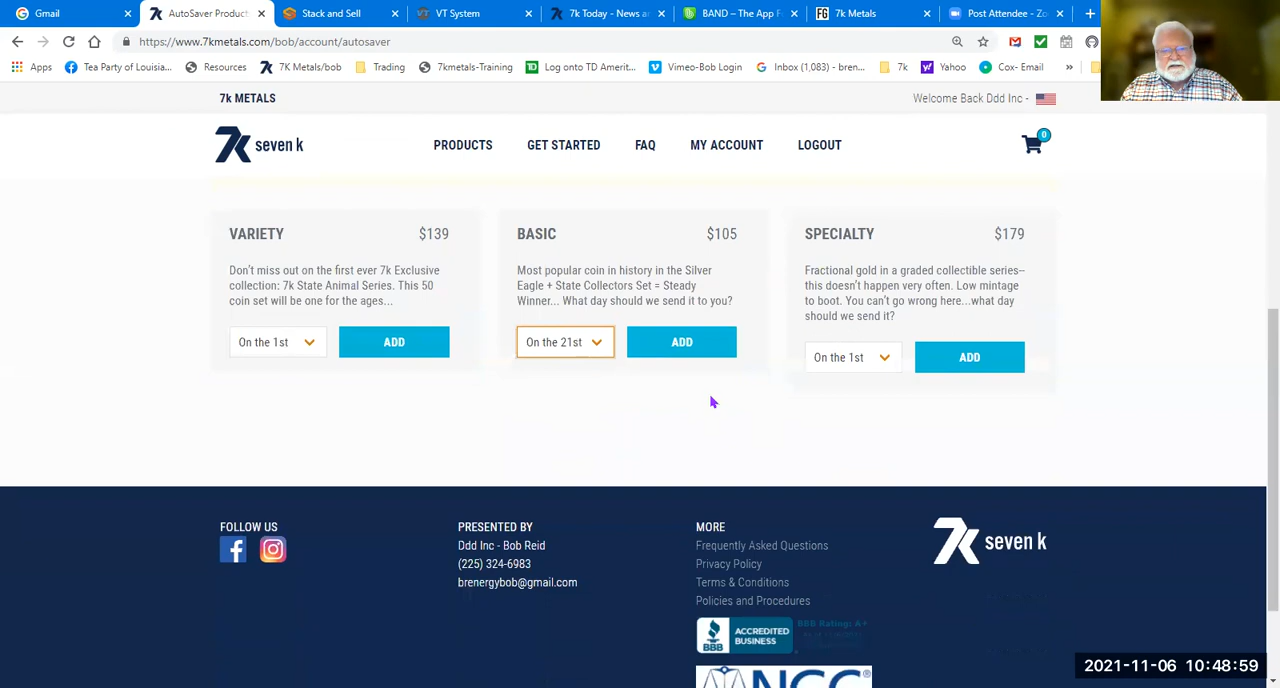 Gmail
AutoSaver Product
Stack and Sell
VT System
7k Today - News a
BAND – The App F
FG 7k Metals
Post Attendee - Zo
https://www.7kmetals.com/bob/account/autosaver
Apps
Tea Party of Louisia...
Resources
7K Metals/bob
Trading
7kmetals-Training
Log onto TD Amerit...
Vimeo-Bob Login
Inbox (1,083) - bren...
7k
Yahoo
Cox- Email
»
7k METALS
Welcome Back Ddd Inc -
7k seven k
PRODUCTS
GET STARTED
FAQ
MY ACCOUNT
LOGOUT
0
VARIETY $139
Don't miss out on the first ever 7k Exclusive
collection: 7k State Animal Series. This 50
coin set will be one for the ages...
On the 1st
ADD
BASIC $105
Most popular coin in history in the Silver
Eagle + State Collectors Set = Steady
Winner... What day should we send it to you?
On the 21st
ADD
SPECIALTY $179
Fractional gold in a graded collectible series--
this doesn't happen very often. Low mintage
to boot. You can't go wrong here...what day
should we send it?
On the 1st
ADD
FOLLOW US
PRESENTED BY
Ddd Inc - Bob Reid
(225) 324-6983
brenergybob@gmail.com
MORE
Frequently Asked Questions
Privacy Policy
Terms & Conditions
Policies and Procedures
BBB
ACCREDITED
BUSINESS
BBB Rating: A+
NGC
7k seven k
2021-11-06 10:48:59